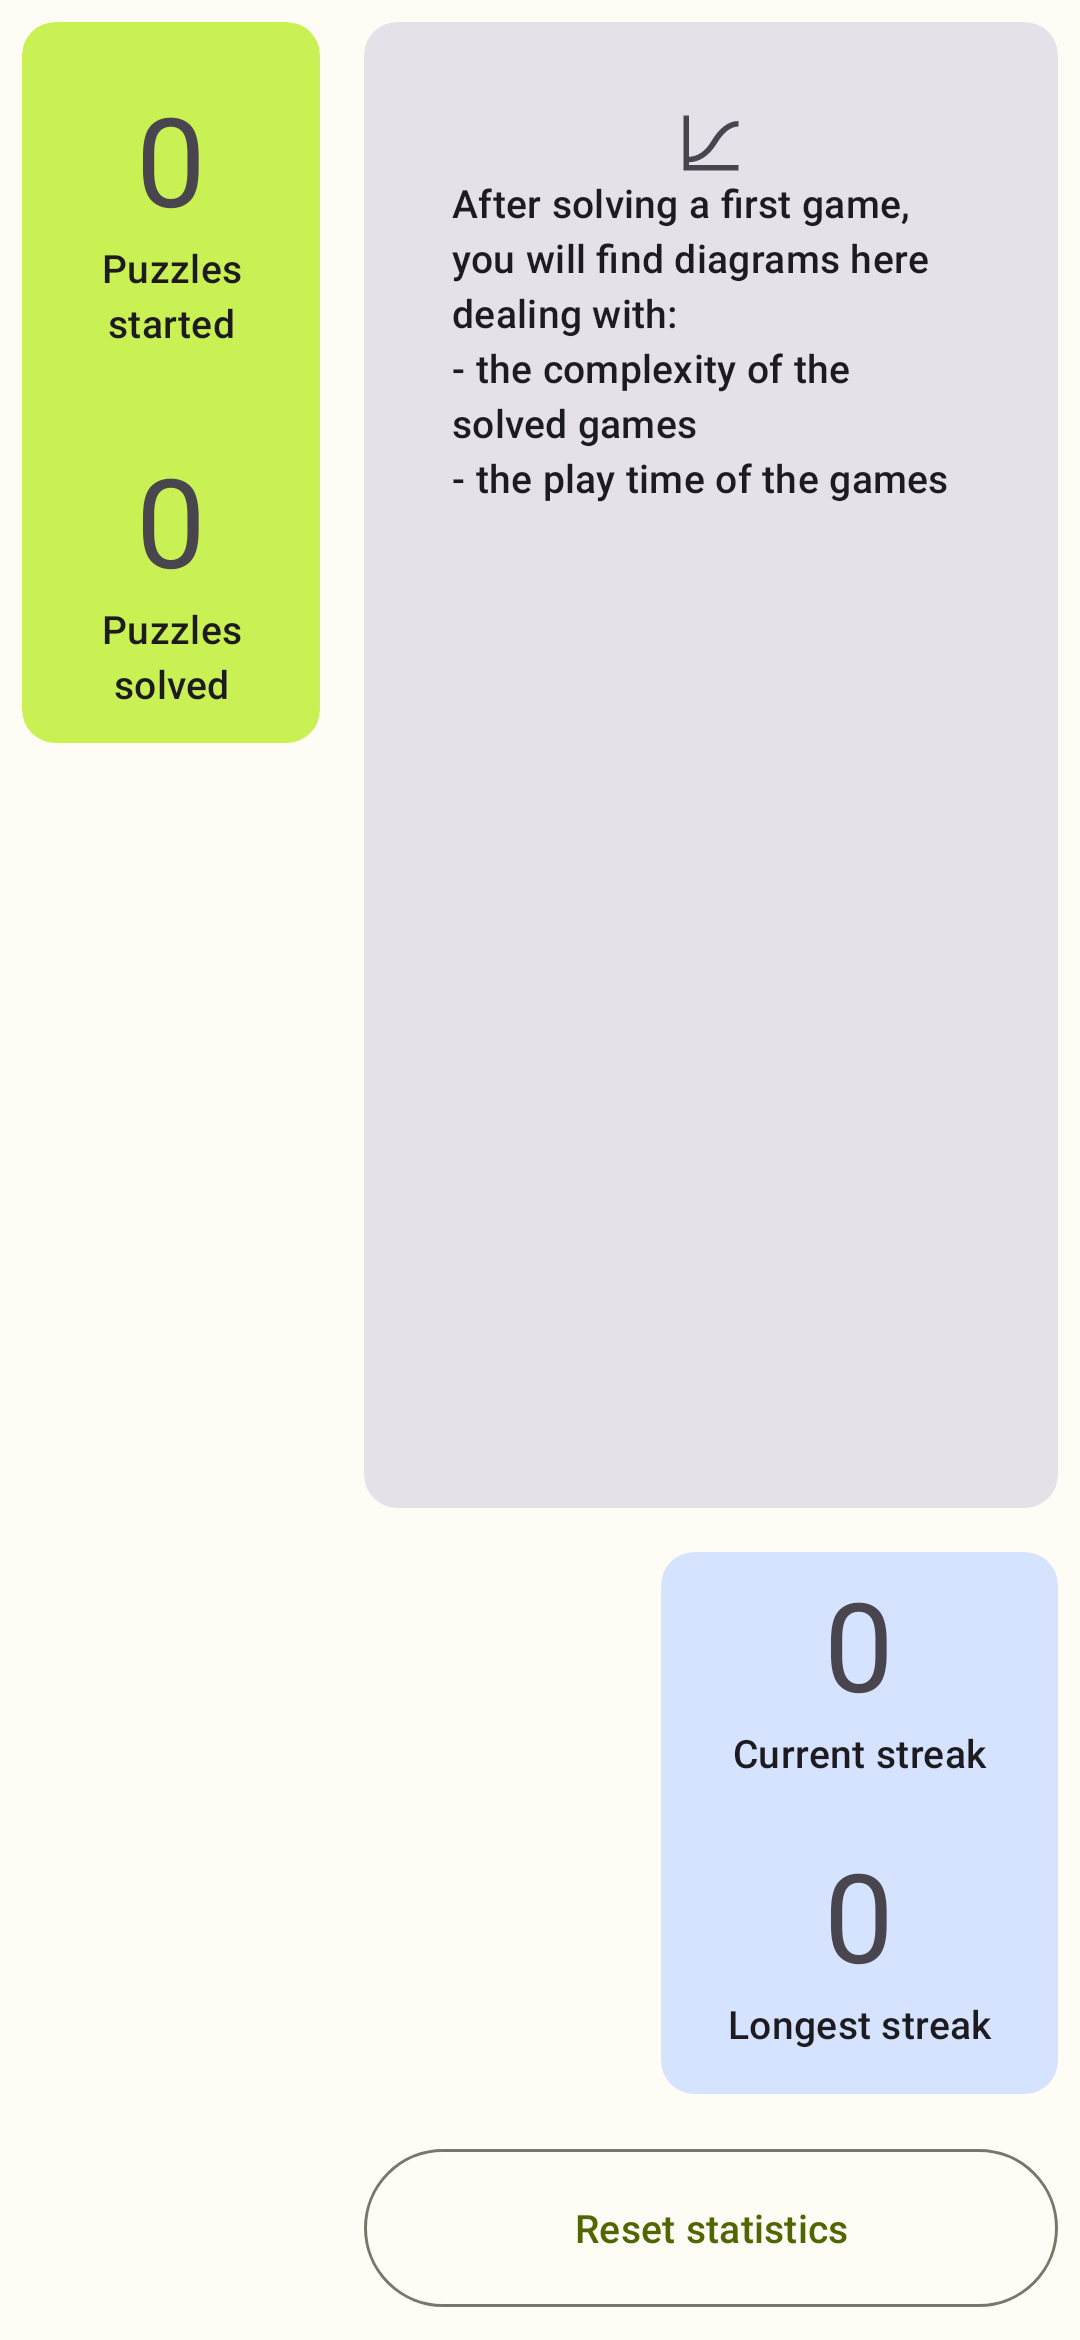 0
Puzzles
started
0
Puzzles
solved
After solving a first game,
you will find diagrams here
dealing with:
- the complexity of the
solved games
- the play time of the games
0
Current streak
0
Longest streak
Reset statistics